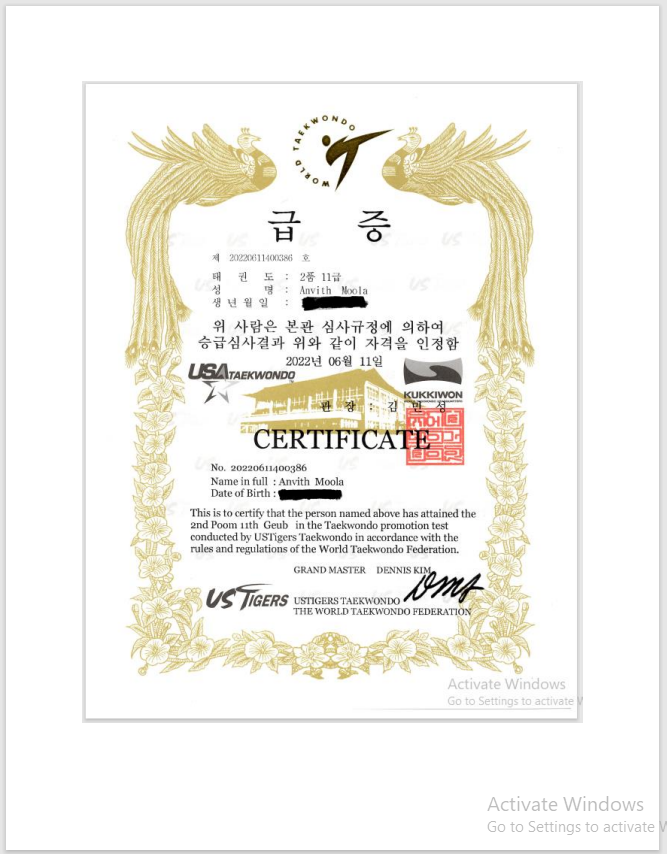 WORLD TAEKWONDO
급 증
제 20220611400386 호
태 권 도 : 2품 11급
성 명 : Anvith Moola
생 년 월 일 :
위 사람은 본관 심사규정에 의하여
승급심사결과 위와 같이 자격을 인정함
2022년 06월 11일
USA TAEKWONDO
KUKKIWON
관 장 : 김 만 성
CERTIFICATE
No. 20220611400386
Name in full : Anvith Moola
Date of Birth :
This is to certify that the person named above has attained the
2nd Poom 11th Geub in the Taekwondo promotion test
conducted by USTigers Taekwondo in accordance with the
rules and regulations of the World Taekwondo Federation.
GRAND MASTER DENNIS KIM
US TIGERS
USTIGERS TAEKWONDO
THE WORLD TAEKWONDO FEDERATION
Activate Windows
Go to Settings to activate W
Activate Windows
Go to Settings to activate W